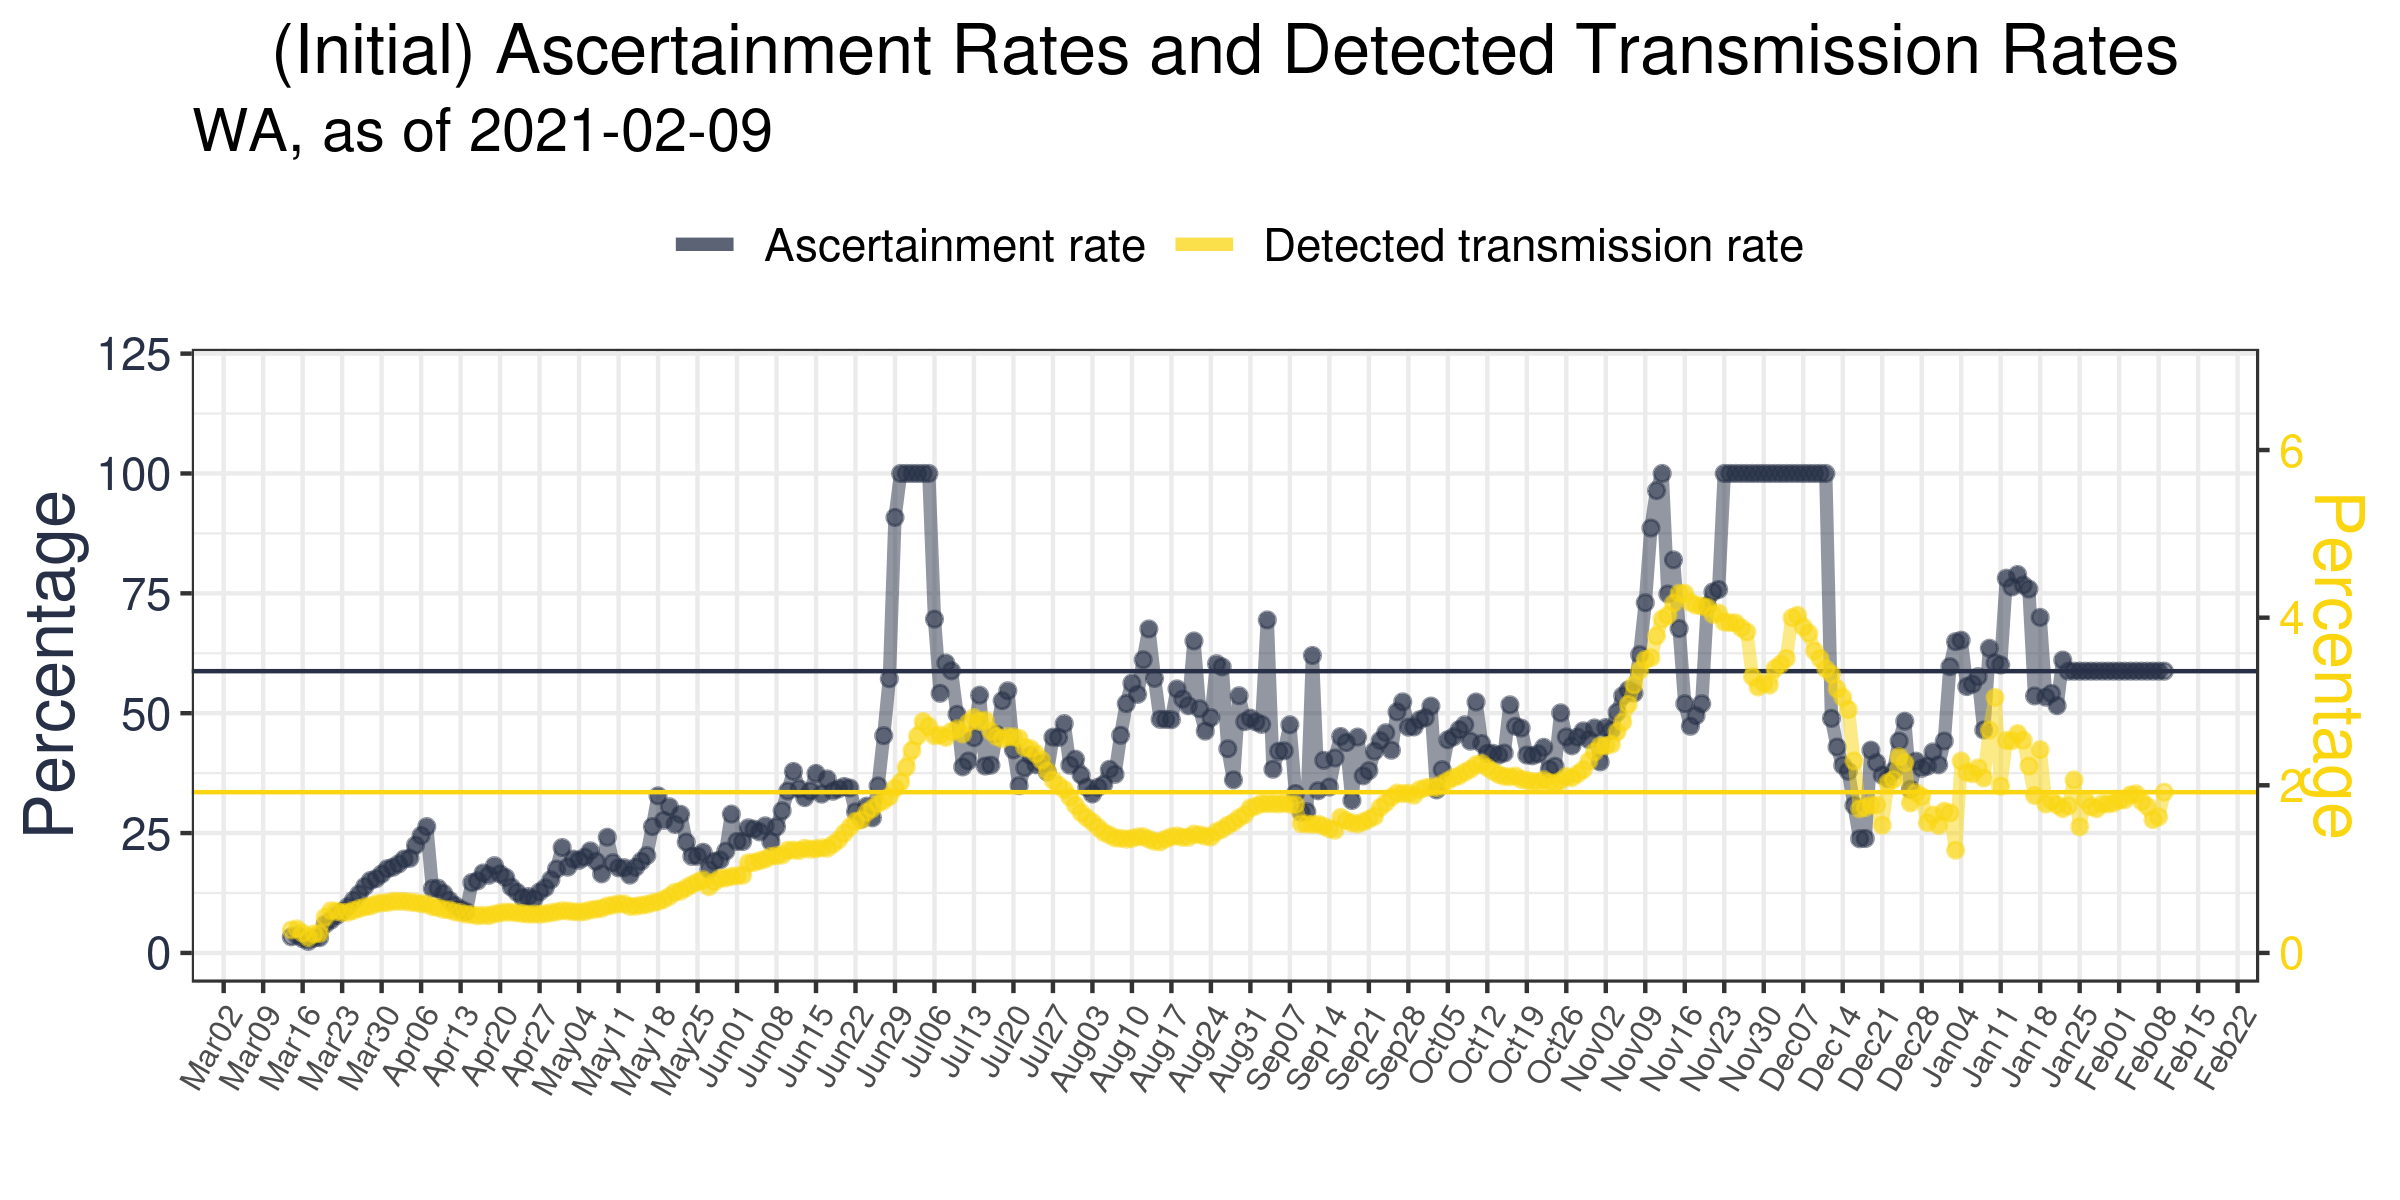 (Initial) Ascertainment Rates and Detected Transmission Rates
WA, as of 2021-02-09
Ascertainment rate
Detected transmission rate
Percentage
125
100
75
50
25
0
6
4
2
0
Percentage
Mar02
Mar09
Mar16
Mar23
Mar30
Apr06
Apr13
Apr20
Apr27
May04
May11
May18
May25
Jun01
Jun08
Jun15
Jun22
Jun29
Jul06
Jul13
Jul20
Jul27
Aug03
Aug10
Aug17
Aug24
Aug31
Sep07
Sep14
Sep21
Sep28
Oct05
Oct12
Oct19
Oct26
Nov02
Nov09
Nov16
Nov23
Nov30
Dec07
Dec14
Dec21
Dec28
Jan04
Jan11
Jan18
Jan25
Feb01
Feb08
Feb15
Feb22